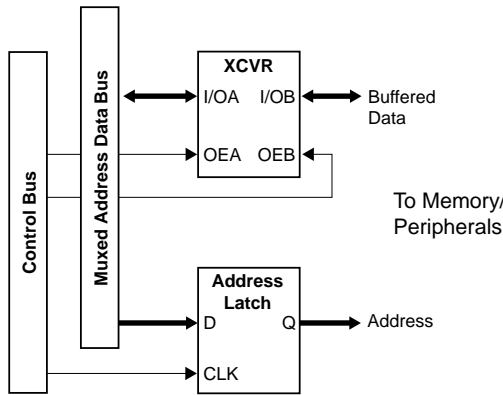 Control Bus
Muxed Address Data Bus
XCVR
I/OA I/OB
OEA OEB
Buffered
Data
To Memory/
Peripherals
Address
Latch
D Q
CLK
Address